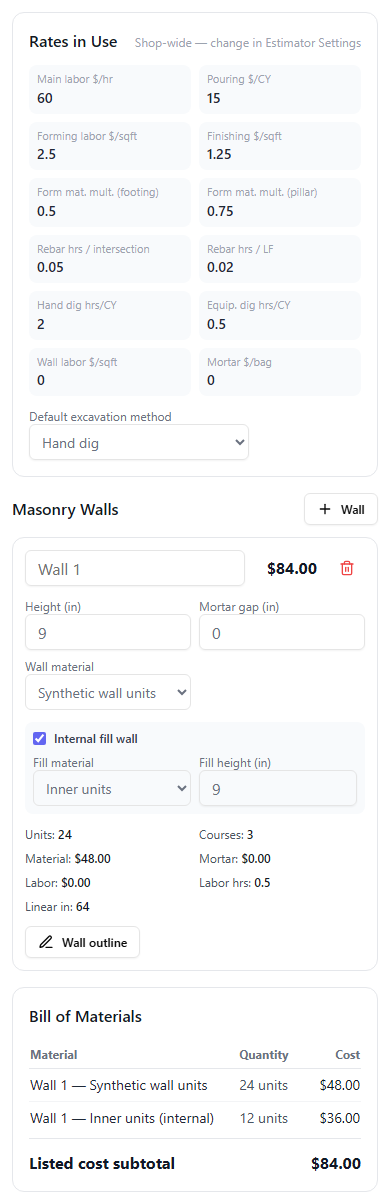 Rates in Use Shop-wide — change in Estimator Settings
Main labor $/hr Pouring $/CY
60 15
Forming labor $/sqft Finishing $/sqft
2.5 1.25
Form mat. mult. (footing) Form mat. mult. (pillar)
0.5 0.75
Rebar hrs / intersection Rebar hrs / LF
0.05 0.02
Hand dig hrs/CY Equip. dig hrs/CY
2 0.5
Wall labor $/sqft Mortar $/bag
0 0
Default excavation method
Hand dig
Masonry Walls + Wall
Wall 1 $84.00
Height (in) Mortar gap (in)
9 0
Wall material
Synthetic wall units
Internal fill wall
Fill material Fill height (in)
Inner units 9
Units: 24 Courses: 3
Material: $48.00 Mortar: $0.00
Labor: $0.00 Labor hrs: 0.5
Linear in: 64
Wall outline
Bill of Materials
Material Quantity Cost
Wall 1 — Synthetic wall units 24 units $48.00
Wall 1 — Inner units (internal) 12 units $36.00
Listed cost subtotal $84.00